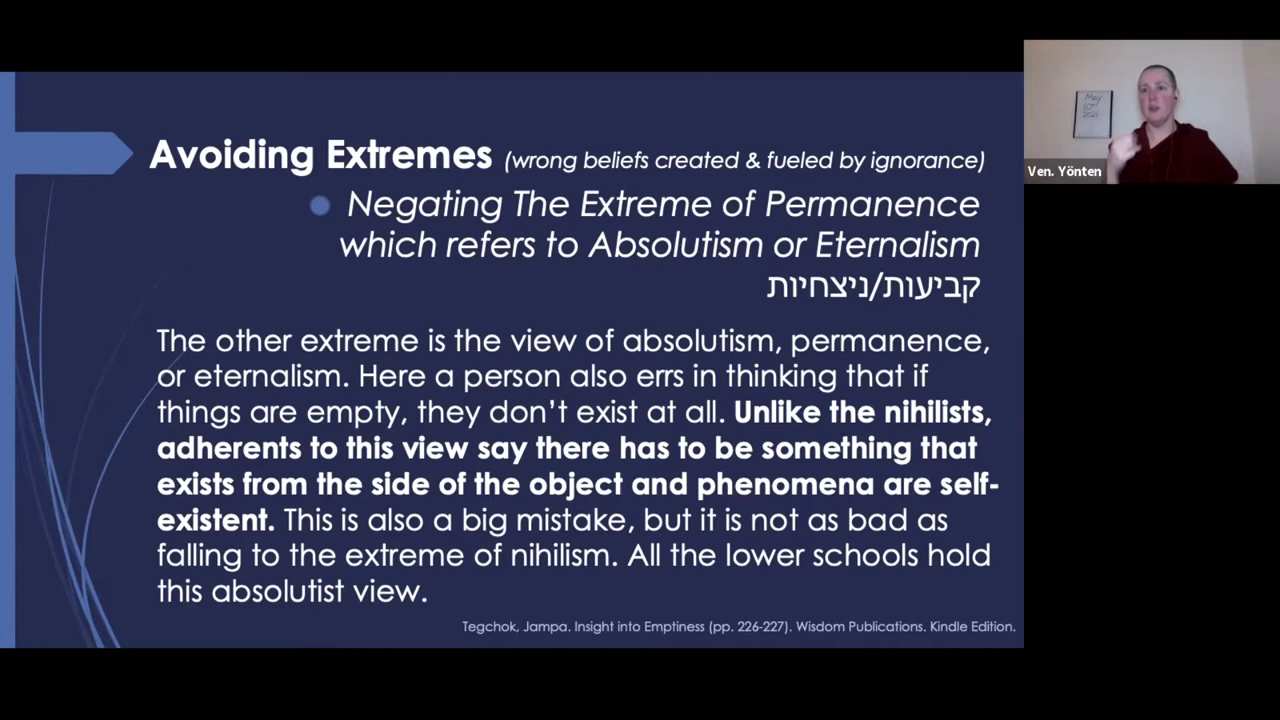 Avoiding Extremes (wrong beliefs created & fueled by ignorance)
Negating The Extreme of Permanence
which refers to Absolutism or Eternalism
קביעות/ניצחיות
The other extreme is the view of absolutism, permanence,
or eternalism. Here a person also errs in thinking that if
things are empty, they don’t exist at all. Unlike the nihilists,
adherents to this view say there has to be something that
exists from the side of the object and phenomena are self-
existent. This is also a big mistake, but it is not as bad as
falling to the extreme of nihilism. All the lower schools hold
this absolutist view.
Tegchok, Jampa. Insight into Emptiness (pp. 226-227). Wisdom Publications. Kindle Edition.
May
10th
2021
Ven. Yönten